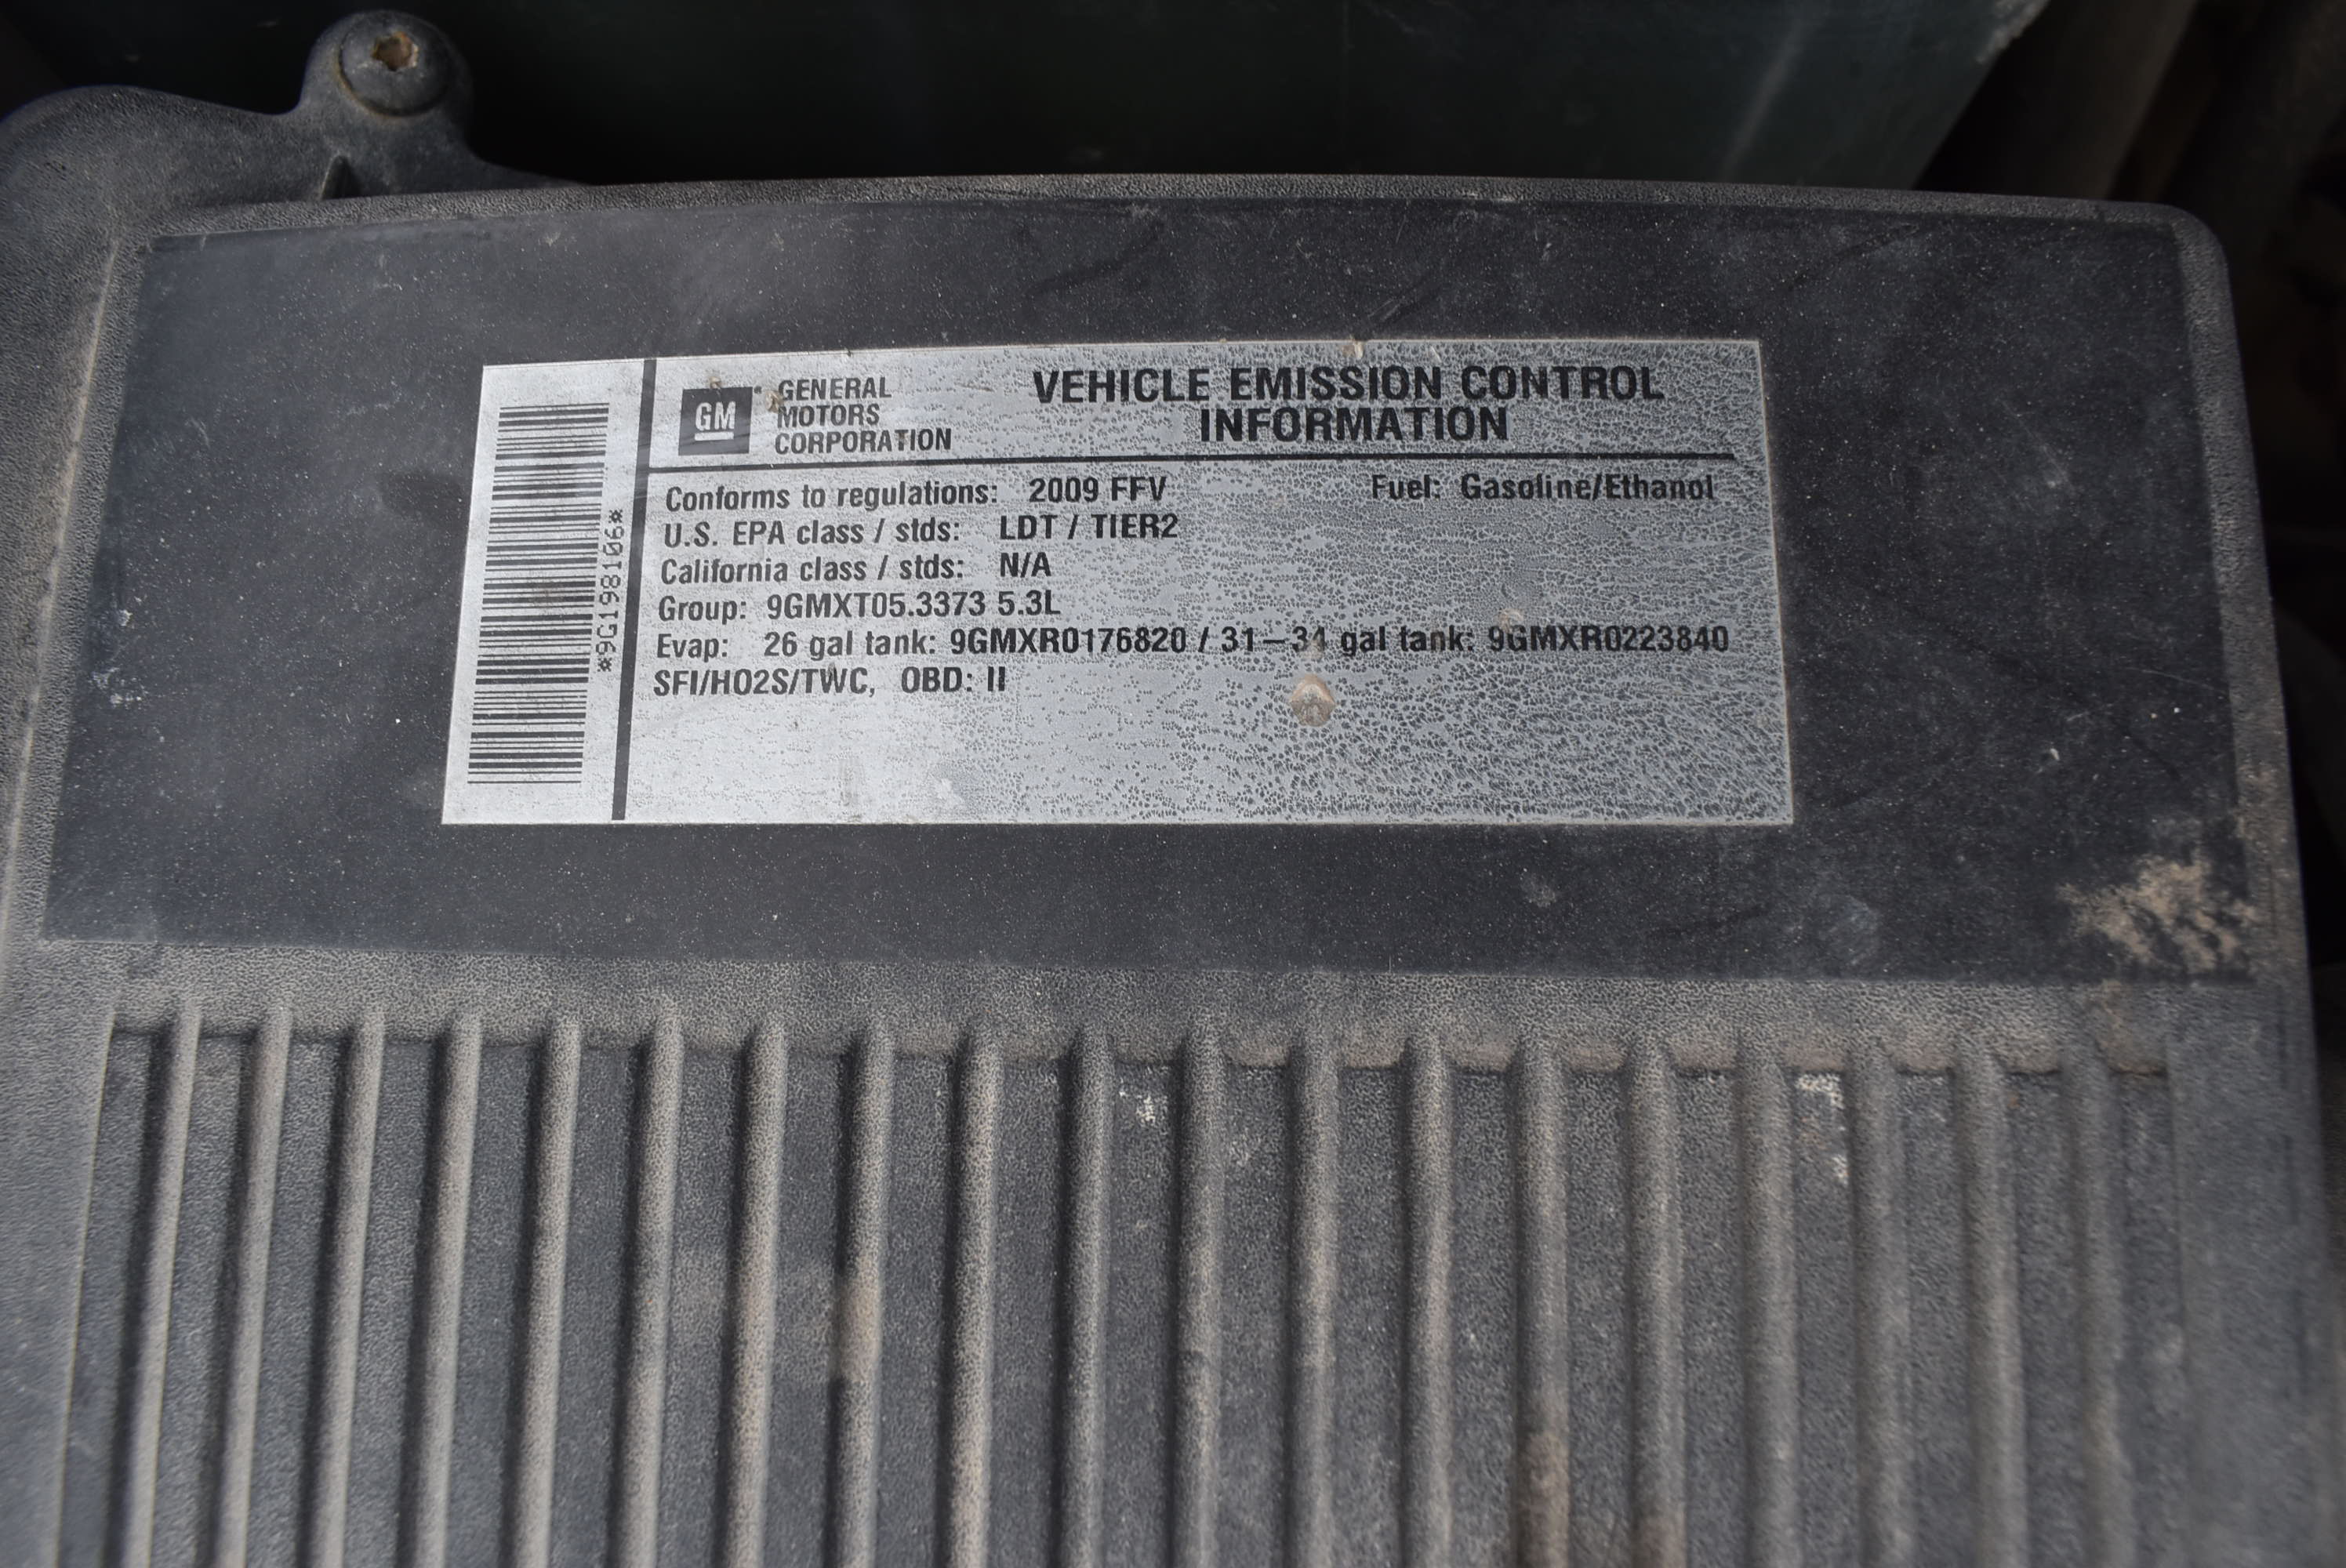 GM
GENERAL
MOTORS
CORPORATION
VEHICLE EMISSION CONTROL
INFORMATION
Conforms to regulations: 2009 FFV Fuel: Gasoline/Ethanol
U.S. EPA class / stds: LDT / TIER2
California class / stds: N/A
Group: 9GMXT05.3373 5.3L
Evap: 26 gal tank: 9GMXR0176820 / 31–34 gal tank: 9GMXR0223840
SFI/HO2S/TWC, OBD: II
*9G1198106*